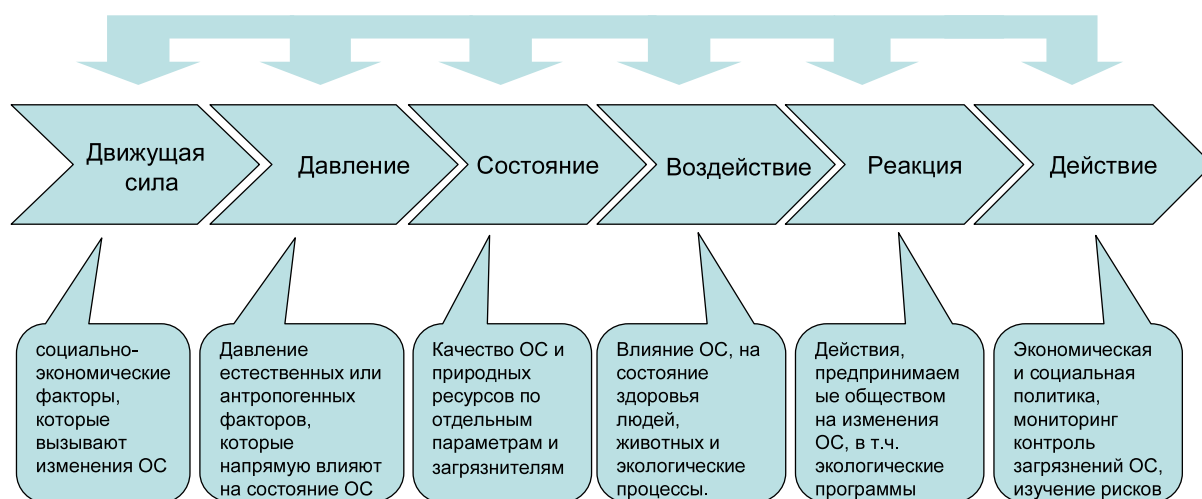 Движущая
сила
Давление
Состояние
Воздействие
Реакция
Действие
социально-
экономические
факторы,
которые
вызывают
изменения ОС
Давление
естественных или
антропогенных
факторов,
которые
напрямую влияют
на состояние ОС
Качество ОС и
природных
ресурсов по
отдельным
параметрам и
загрязнителям
Влияние ОС, на
состояние
здоровья
людей,
животных и
экологические
процессы.
Действия,
предпринимаем
ые обществом
на изменения
ОС, в т.ч.
экологические
программы
Экономическая
и социальная
политика,
мониторинг
контроль
загрязнений ОС,
изучение рисков